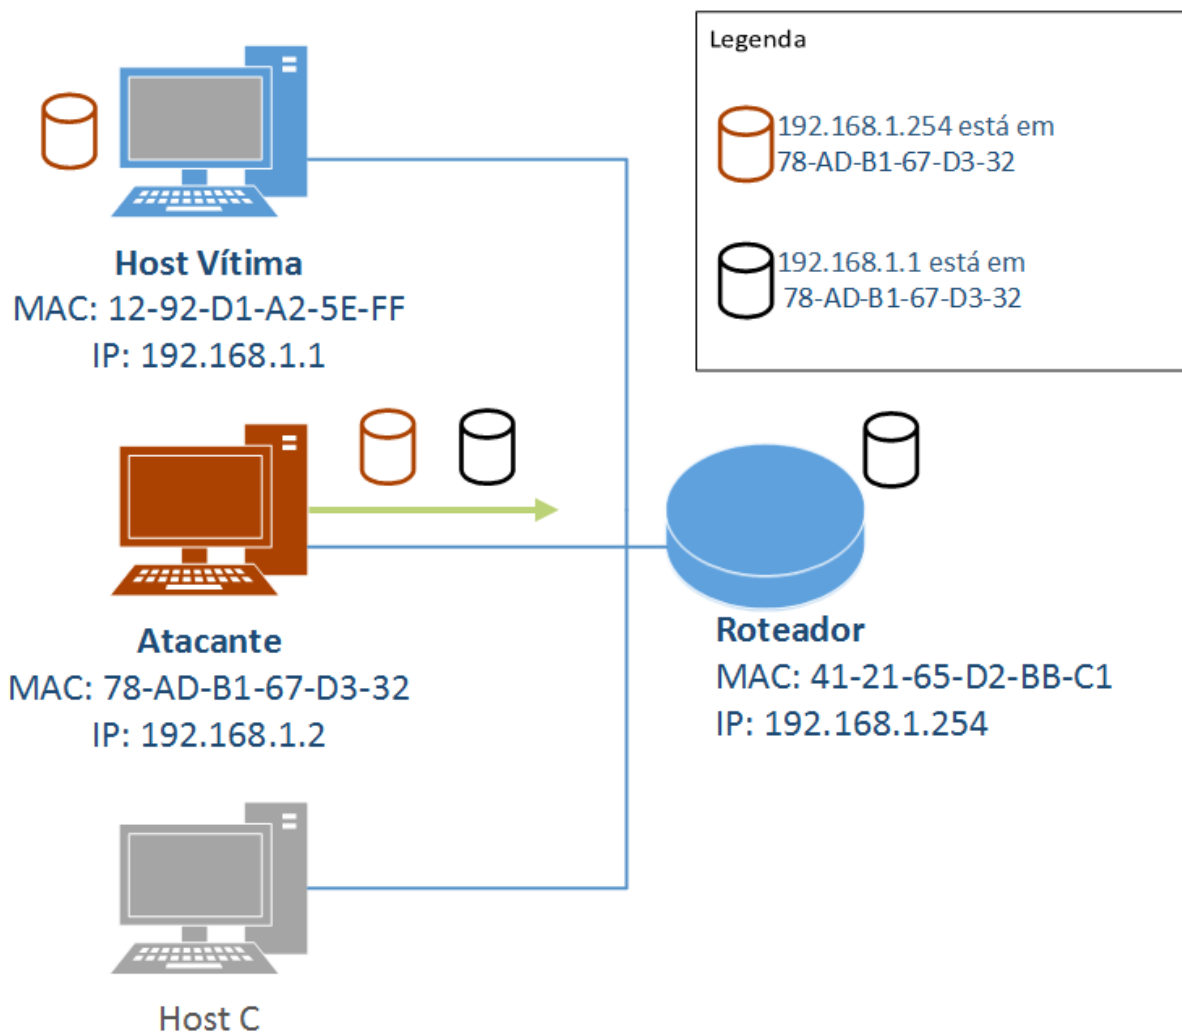 Legenda
192.168.1.254 está em
78-AD-B1-67-D3-32
192.168.1.1 está em
78-AD-B1-67-D3-32
Host Vítima
MAC: 12-92-D1-A2-5E-FF
IP: 192.168.1.1
Atacante
MAC: 78-AD-B1-67-D3-32
IP: 192.168.1.2
Roteador
MAC: 41-21-65-D2-BB-C1
IP: 192.168.1.254
Host C